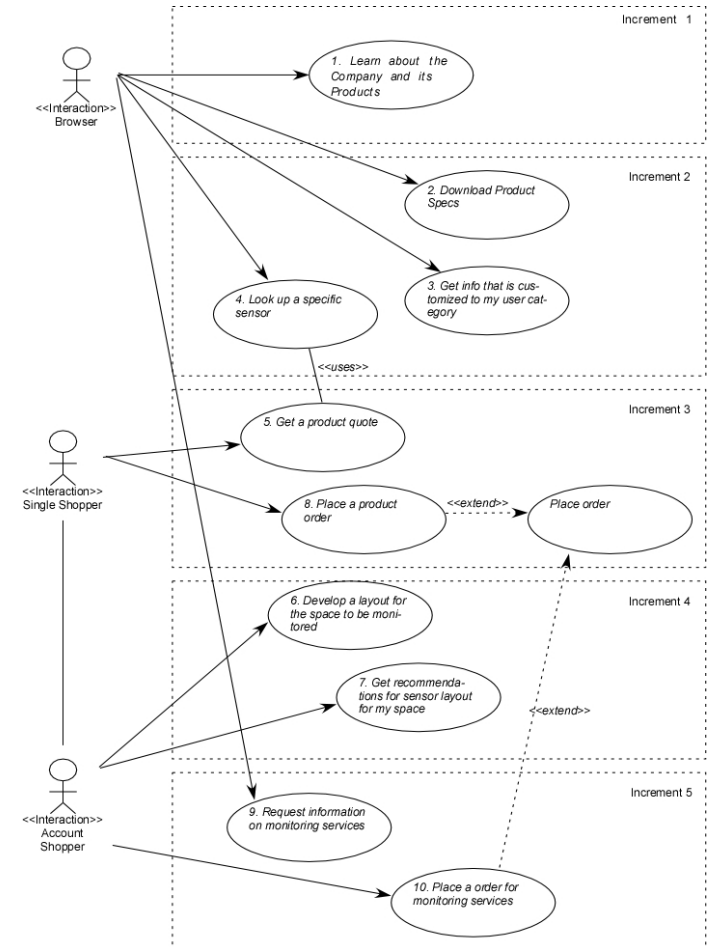 Increment 1
1. Learn about the
Company and its
Products
<<Interaction>>
Browser
Increment 2
2. Download Product
Specs
3. Get info that is cus-
tomized to my user cat-
egory
4. Look up a specific
sensor
<<uses>>
Increment 3
5. Get a product quote
<<Interaction>>
Single Shopper
8. Place a product
order
<<extend>>
Place order
Increment 4
6. Develop a layout for
the space to be moni-
tored
7. Get recommenda-
tions for sensor layout
for my space
<<extend>>
<<Interaction>>
Account
Shopper
Increment 5
9. Request information
on monitoring services
10. Place a order for
monitoring services